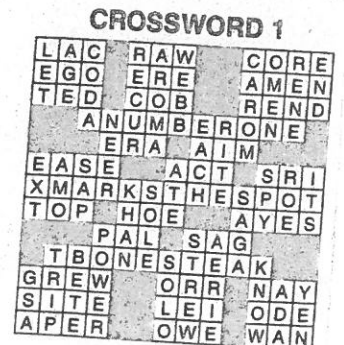 CROSSWORD 1
LAC RAW CORE
EGO ERE AMEN
TED COB REND
ANUMBERONE
ERA AIM
EASE ACT SRI
XMARKSTHESPOT
TOP HOE AYES
PAL SAG
TBONESTEAK
GREW ORR NAY
SITE LEI ODE
APER OWE WAN